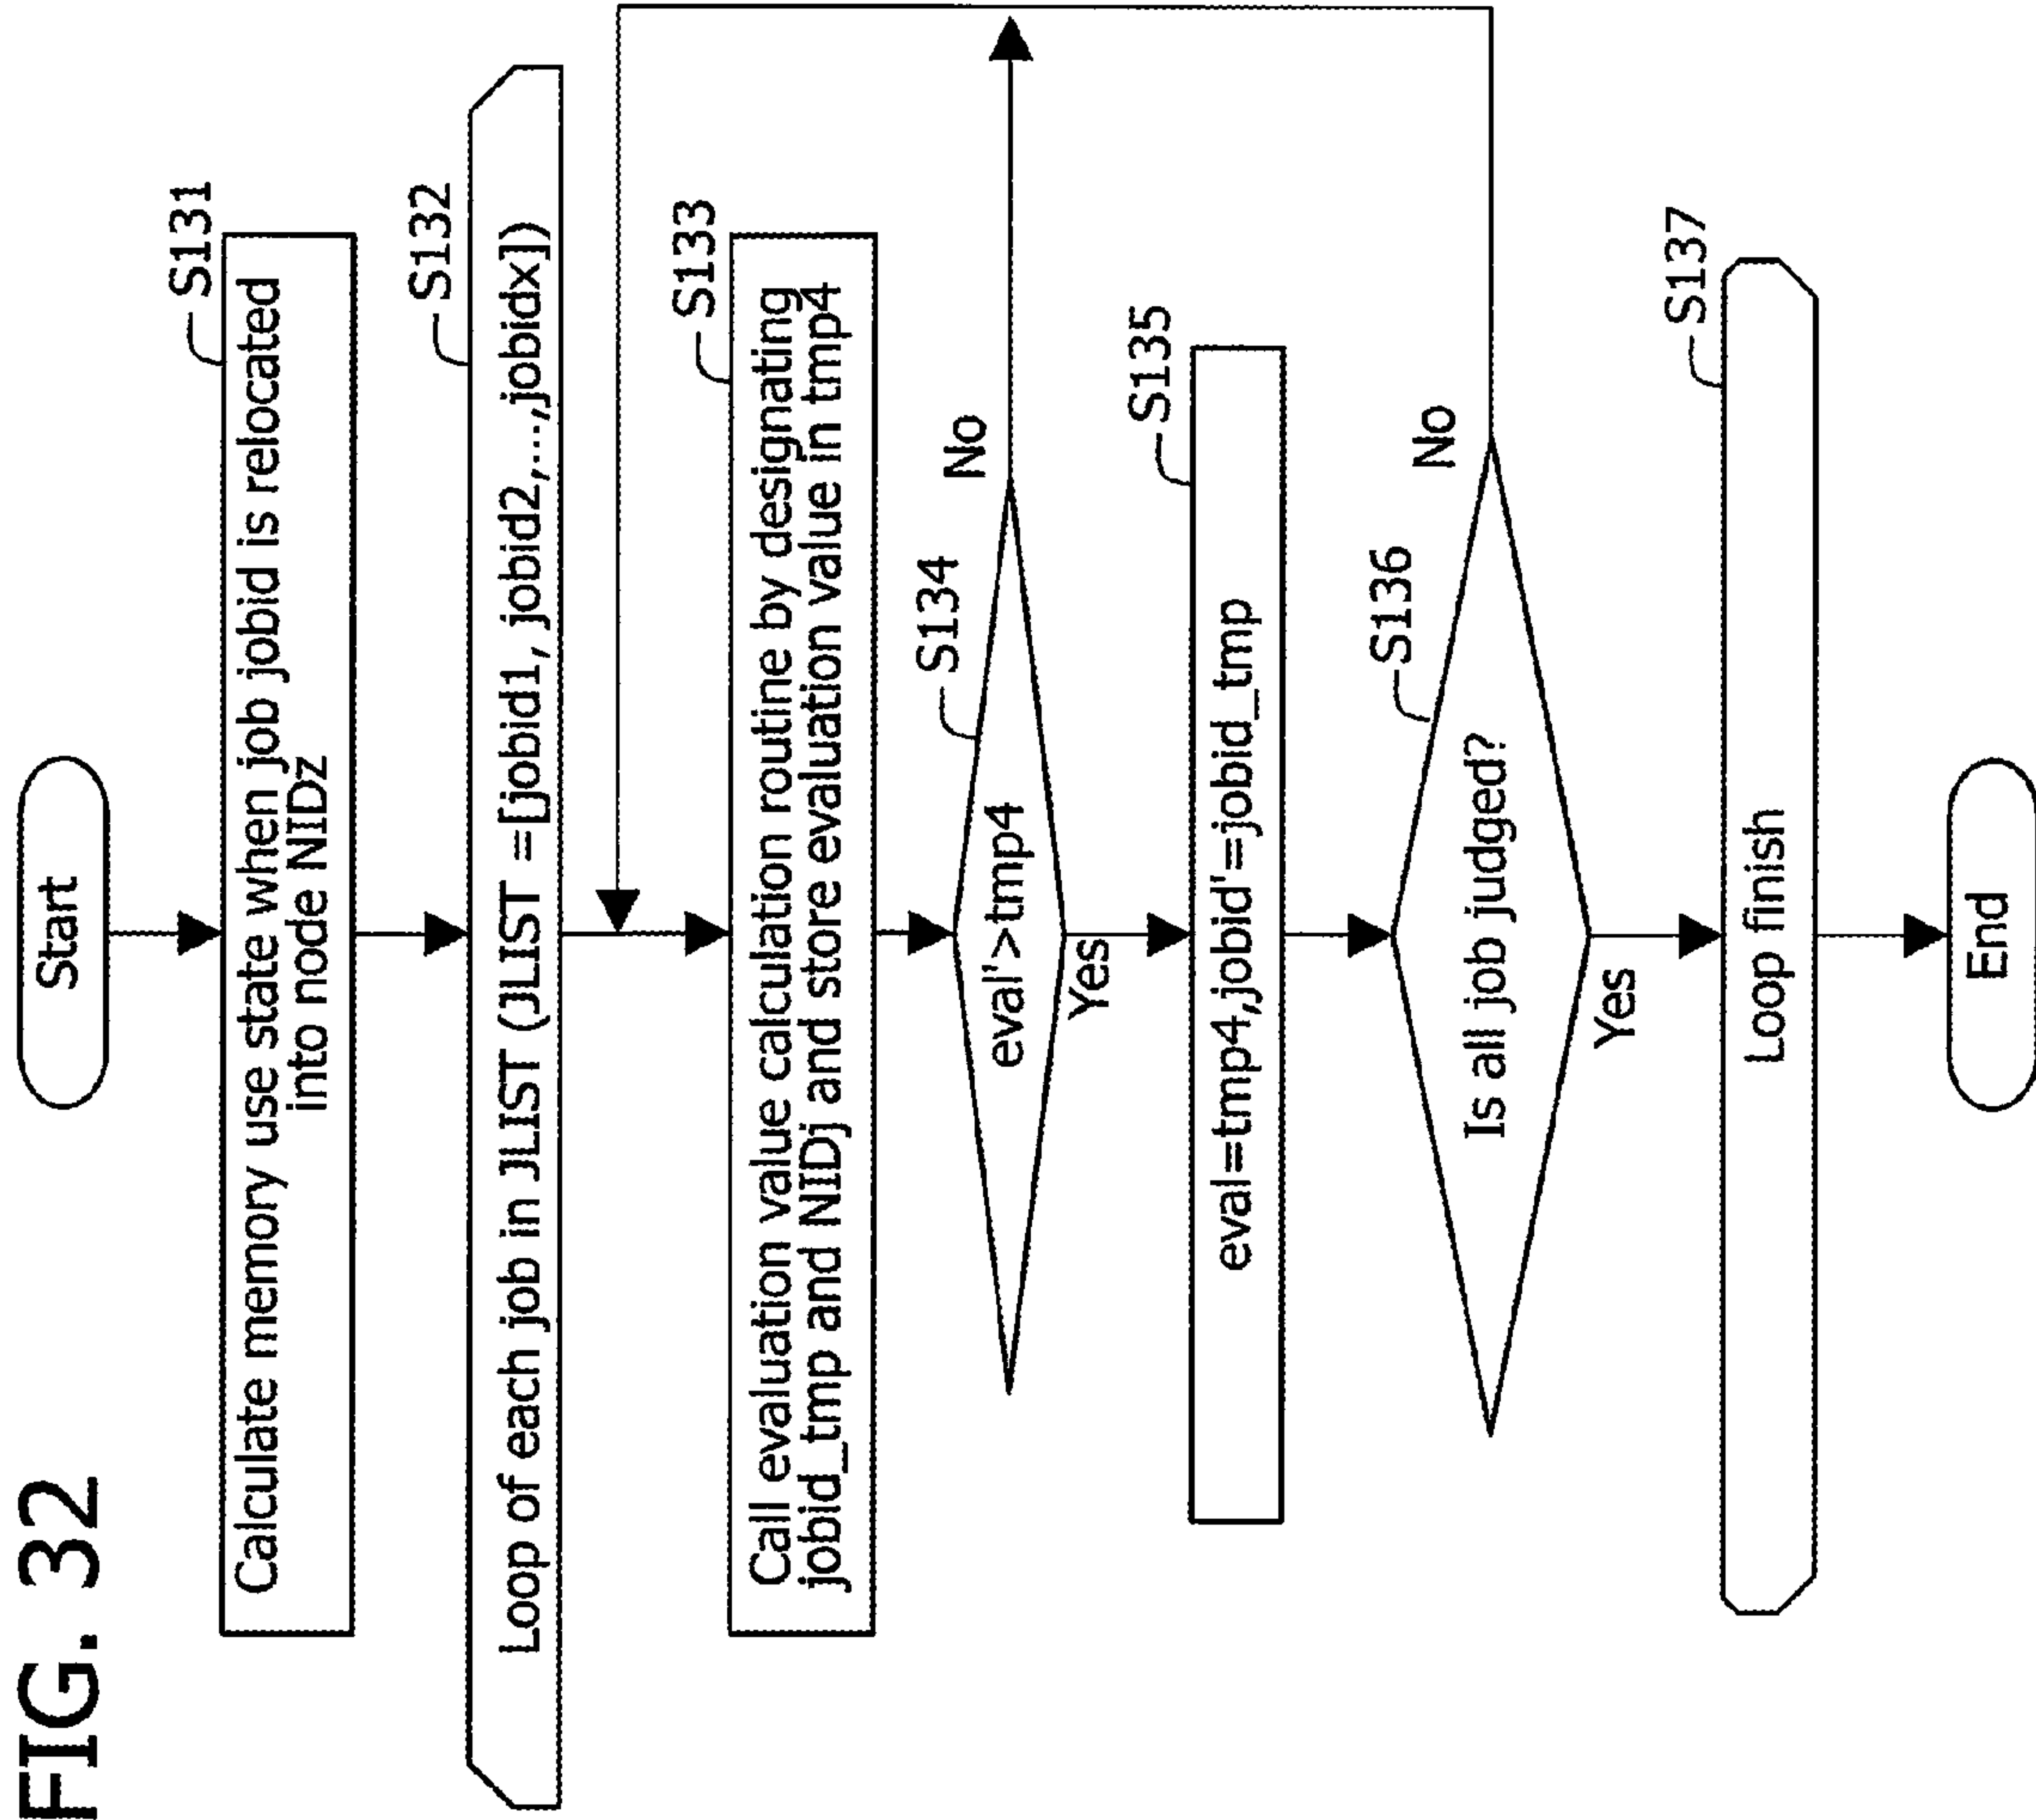 FIG. 32
Start
S131
Calculate memory use state when job jobid is relocated
into node NIDz
S132
Loop of each job in JLIST (JLIST =[jobid1, jobid2,...,jobidx])
S133
Call evaluation value calculation routine by designating
jobid_tmp and NIDj and store evaluation value in tmp4
S134
eval'>tmp4
No
Yes
S135
eval=tmp4,jobid'=jobid_tmp
S136
Is all job judged?
No
Yes
S137
Loop finish
End